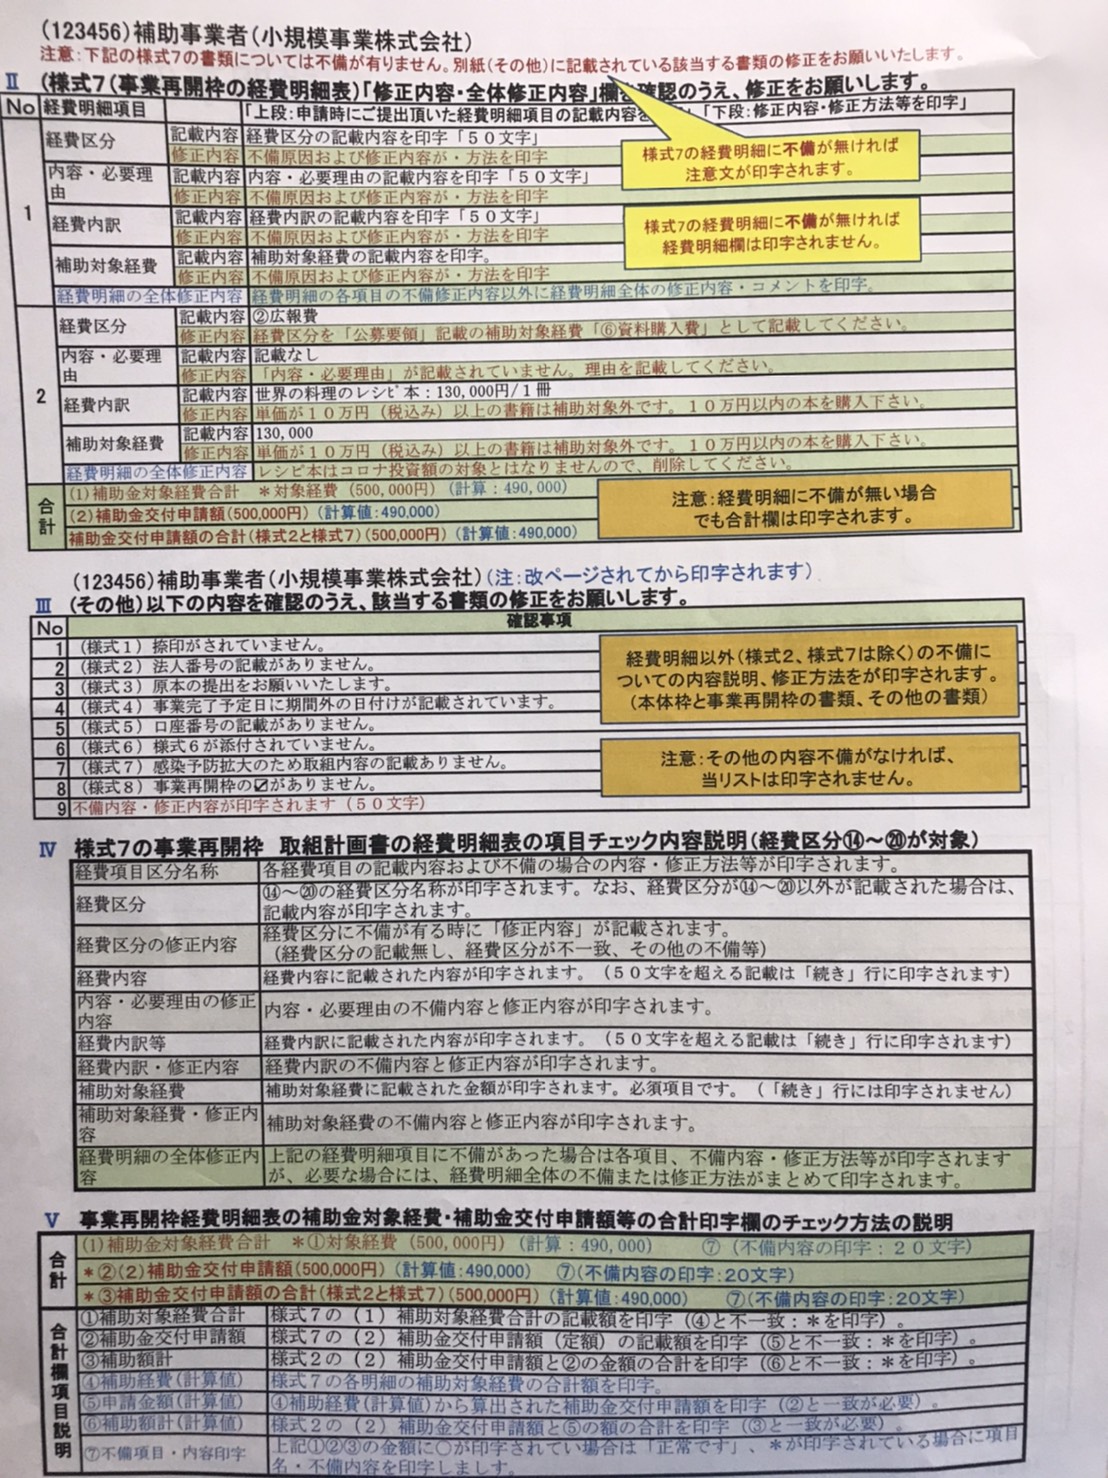 (123456)補助事業者(小規模事業株式会社)
注意:下記の様式7の書類については不備が有りません。別紙(その他)に記載されている該当する書類の修正をお願いいたします。
Ⅱ (様式7(事業再開枠の経費明細表)「修正内容・全体修正内容」欄を確認のうえ、修正をお願いします。
No 経費明細項目 「上段:申請時にご提出頂いた経費明細項目の記載内容を 「下段:修正内容・修正方法等を印字」
1
経費区分 記載内容 経費区分の記載内容を印字「50文字」
修正内容 不備原因および修正内容が・方法を印字
内容・必要理由 記載内容 内容・必要理由の記載内容を印字「50文字」
修正内容 不備原因および修正内容が・方法を印字
経費内訳 記載内容 経費内訳の記載内容を印字「50文字」
修正内容 不備原因および修正内容が・方法を印字
補助対象経費 記載内容 補助対象経費の記載内容を印字。
修正内容 不備原因および修正内容が・方法を印字
経費明細の全体修正内容 経費明細の各項目の不備修正内容以外に経費明細全体の修正内容・コメントを印字。
様式7の経費明細に不備が無ければ
注意文が印字されます。
様式7の経費明細に不備が無ければ
経費明細欄は印字されません。
2
経費区分 記載内容 ②広報費
修正内容 経費区分を「公募要領」記載の補助対象経費「⑥資料購入費」として記載してください。
内容・必要理由 記載内容 記載なし
修正内容 「内容・必要理由」が記載されていません。理由を記載してください。
経費内訳 記載内容 世界の料理のレシピ本:130,000円/1冊
修正内容 単価が10万円(税込み)以上の書籍は補助対象外です。10万円以内の本を購入下さい。
補助対象経費 記載内容 130,000
修正内容 単価が10万円(税込み)以上の書籍は補助対象外です。10万円以内の本を購入下さい。
経費明細の全体修正内容 レシピ本はコロナ投資額の対象とはなりませんので、削除してください。
合計
(1)補助金対象経費合計 *対象経費(500,000円)(計算:490,000)
(2)補助金交付申請額(500,000円)(計算値:490,000)
補助金交付申請額の合計(様式2と様式7)(500,000円)(計算値:490,000)
注意:経費明細に不備が無い場合
でも合計欄は印字されます。
(123456)補助事業者(小規模事業株式会社)(注:改ページされてから印字されます)
Ⅲ (その他)以下の内容を確認のうえ、該当する書類の修正をお願いします。
No 確認事項
1 (様式1)捺印がされていません。
2 (様式2)法人番号の記載がありません。
3 (様式3)原本の提出をお願いいたします。
4 (様式4)事業完了予定日に期間外の日付けが記載されています。
5 (様式5)口座番号の記載がありません。
6 (様式6)様式6が添付されていません。
7 (様式7)感染予防拡大のため取組内容の記載ありません。
8 (様式8)事業再開枠の☑がありません。
9 不備内容・修正内容が印字されます(50文字)
経費明細以外(様式2、様式7は除く)の不備に
ついての内容説明、修正方法をが印字されます。
(本体枠と事業再開枠の書類、その他の書類)
注意:その他の内容不備がなければ、
当リストは印字されません。
Ⅳ 様式7の事業再開枠 取組計画書の経費明細表の項目チェック内容説明(経費区分⑭~⑳が対象)
経費項目区分名称 各経費項目の記載内容および不備の場合の内容・修正方法等が印字されます。
経費区分 ⑭~⑳の経費区分名称が印字されます。なお、経費区分が⑭~⑳以外が記載された場合は、
記載内容が印字されます。
経費区分の修正内容 経費区分に不備が有る時に「修正内容」が記載されます。
(経費区分の記載無し、経費区分が不一致、その他の不備等)
経費内容 経費内容に記載された内容が印字されます。(50文字を超える記載は「続き」行に印字されます)
内容・必要理由の修正内容 内容・必要理由の不備内容と修正内容が印字されます。
経費内訳等 経費内訳に記載された内容が印字されます。(50文字を超える記載は「続き」行に印字されます)
経費内訳・修正内容 経費内訳の不備内容と修正内容が印字されます。
補助対象経費 補助対象経費に記載された金額が印字されます。必須項目です。(「続き」行には印字されません)
補助対象経費・修正内容 補助対象経費の不備内容と修正内容が印字されます。
経費明細の全体修正内容 上記の経費明細項目に不備があった場合は各項目、不備内容・修正方法等が印字されます
が、必要な場合には、経費明細全体の不備または修正方法がまとめて印字されます。
Ⅴ 事業再開枠経費明細表の補助金対象経費・補助金交付申請額等の合計印字欄のチェック方法の説明
合計
(1)補助金対象経費合計 *①対象経費(500,000円)(計算:490,000) ⑦(不備内容の印字:20文字)
*②(2)補助金交付申請額(500,000円)(計算値:490,000) ⑦(不備内容の印字:20文字)
*③補助金交付申請額の合計(様式2と様式7)(500,000円)(計算値:490,000) ⑦(不備内容の印字:20文字)
合計欄項目説明
①補助対象経費合計 様式7の(1)補助対象経費合計の記載額を印字(④と不一致:*を印字)。
②補助金交付申請額 様式7の(2)補助金交付申請額(定額)の記載額を印字(⑤と不一致:*を印字)。
③補助額計 様式2の(2)補助金交付申請額と②の金額の合計を印字(⑥と不一致:*を印字)。
④補助経費(計算値) 様式7の各明細の補助対象経費の合計額を印字。
⑤申請金額(計算値) ④補助経費(計算値)から算出された補助金交付申請額を印字(②と一致が必要)。
⑥補助額計(計算値) 様式2の(2)補助金交付申請額と⑤の額の合計を印字(③と一致が必要)。
⑦不備項目・内容印字 上記①②③の金額に○が印字されてい場合は「正常です」、*が印字されている場合に項目
名・不備内容を印字しまします。